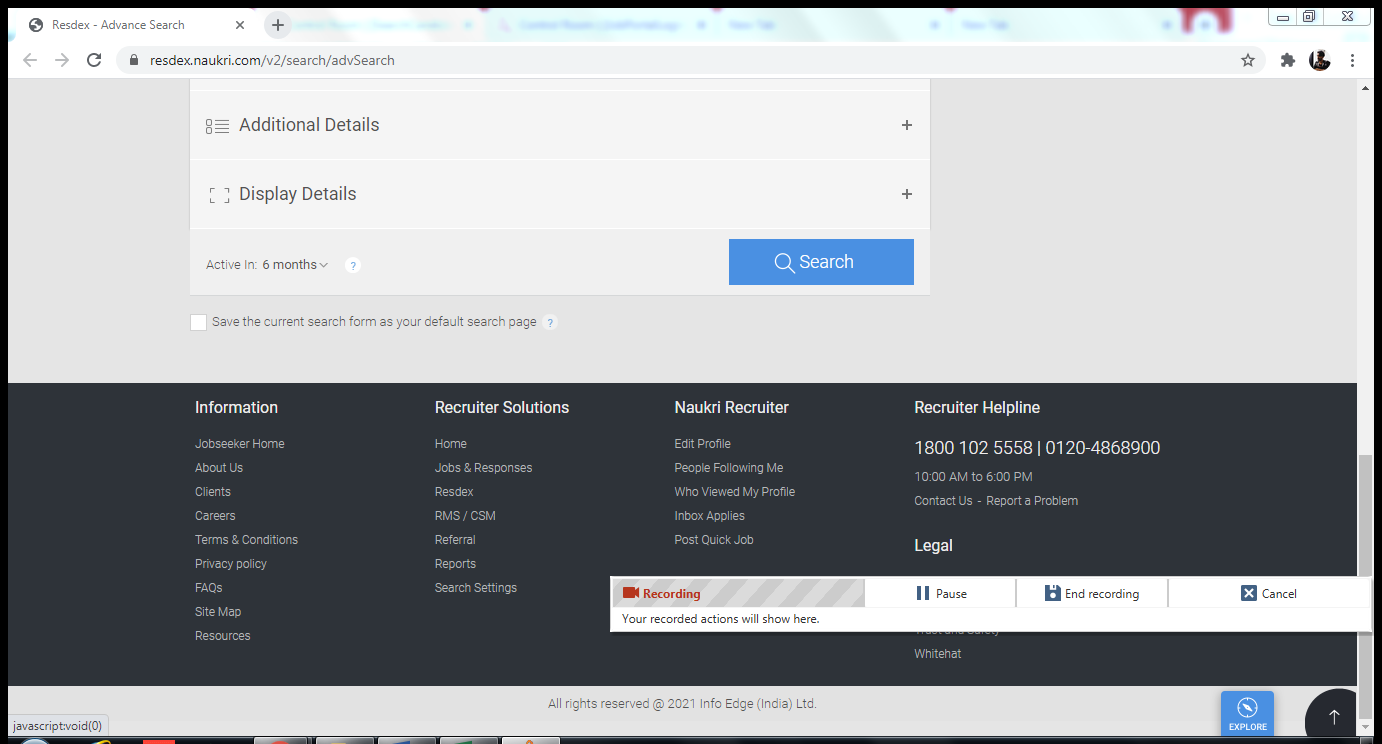 Resdex - Advance Search
resdex.naukri.com/v2/search/advSearch
Additional Details
Display Details
Active In: 6 months
?
Search
Save the current search form as your default search page ?
Information
Jobseeker Home
About Us
Clients
Careers
Terms & Conditions
Privacy policy
FAQs
Site Map
Resources
Recruiter Solutions
Home
Jobs & Responses
Resdex
RMS / CSM
Referral
Reports
Search Settings
Naukri Recruiter
Edit Profile
People Following Me
Who Viewed My Profile
Inbox Applies
Post Quick Job
Recruiter Helpline
1800 102 5558 | 0120-4868900
10:00 AM to 6:00 PM
Contact Us - Report a Problem
Legal
Recording
Pause
End recording
Cancel
Your recorded actions will show here.
Trust and Safety
Whitehat
All rights reserved @ 2021 Info Edge (India) Ltd.
EXPLORE
javascript:void(0)